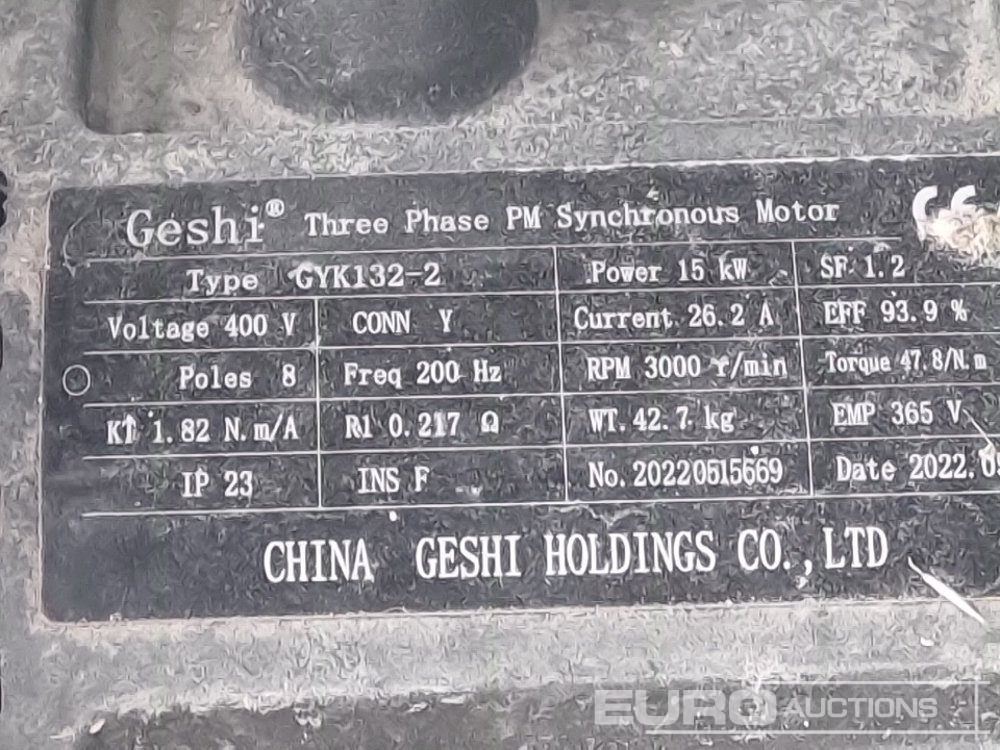 Geshi® Three Phase PM Synchronous Motor CE
Type GYK132-2 Power 15 kW SF 1.2
Voltage 400 V CONN Y Current 26.2 A EFF 93.9 %
Poles 8 Freq 200 Hz RPM 3000 r/min Torque 47.8/N.m
KT 1.82 N.m/A R1 0.217 Ω WT. 42.7 kg EMP 365 V
IP 23 INS F No. 20220515669 Date 2022.
CHINA GESHI HOLDINGS CO.,LTD
EURO AUCTIONS